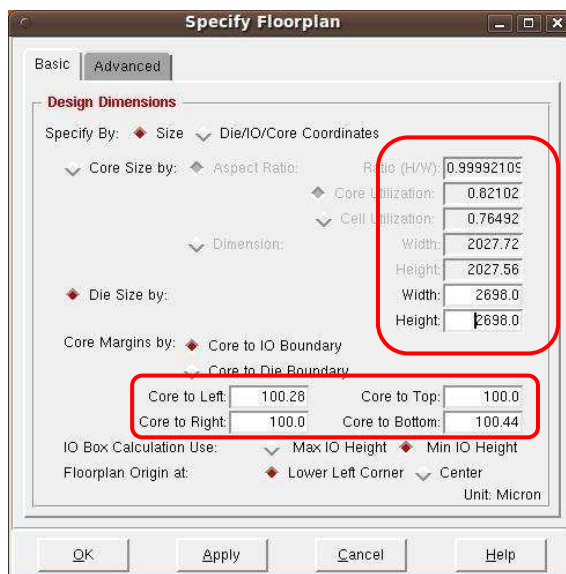 Specify Floorplan
Basic Advanced
Design Dimensions
Specify By: Size Die/IO/Core Coordinates
Core Size by: Aspect Ratio: Ratio (H/W): 0.99992109
Core Utilization: 0.82102
Cell Utilization: 0.76492
Dimension: Width: 2027.72
Height: 2027.56
Die Size by: Width: 2698.0
Height: 2698.0
Core Margins by: Core to IO Boundary
Core to Die Boundary
Core to Left: 100.28 Core to Top: 100.0
Core to Right: 100.0 Core to Bottom: 100.44
IO Box Calculation Use: Max IO Height Min IO Height
Floorplan Origin at: Lower Left Corner Center
Unit: Micron
OK Apply Cancel Help